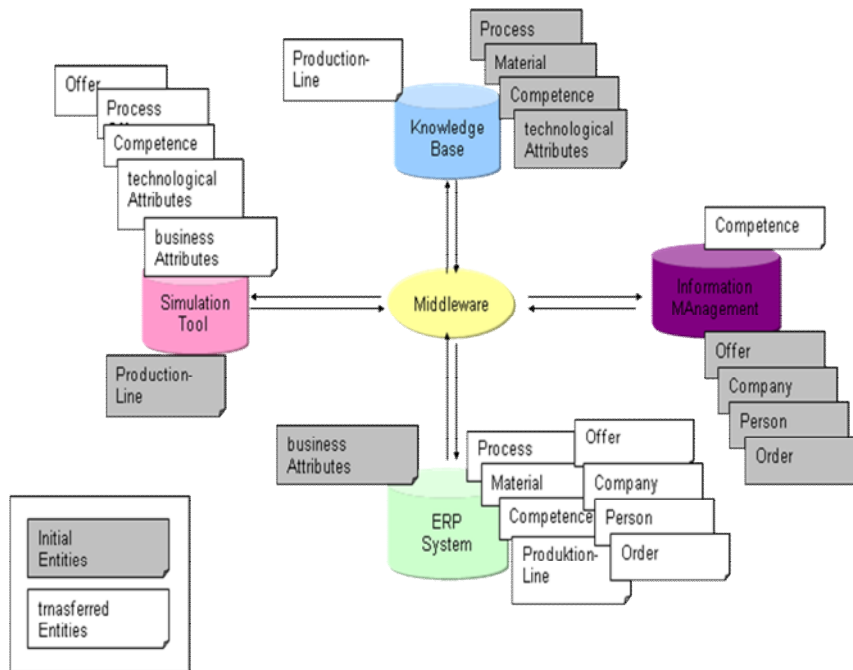 Process
Production-
Line
Material
Offer
Competence
Process
Knowledge
Base
technological
Attributes
Competence
technological
Attributes
Competence
business
Attributes
Simulation
Tool
Middleware
Information
MAnagement
Production-
Line
Offer
Company
Person
Order
business
Attributes
Process
Offer
Material
Company
Competence
Person
ERP
System
Produktion-
Line
Order
Initial
Entities
trnasferred
Entities